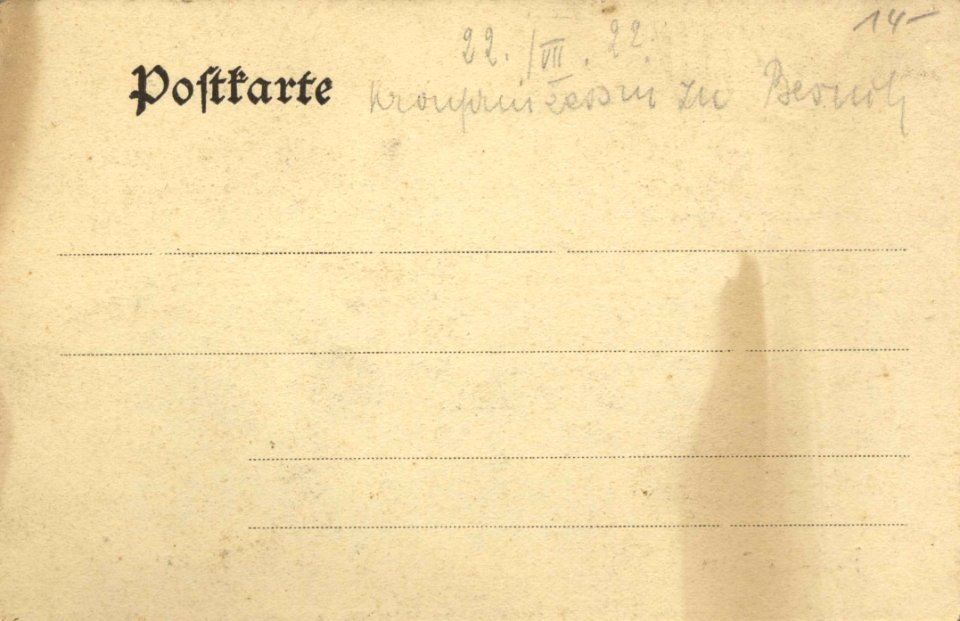 14-
22. /VII. 22.
Postkarte
Kronprinzessin zu Besuch